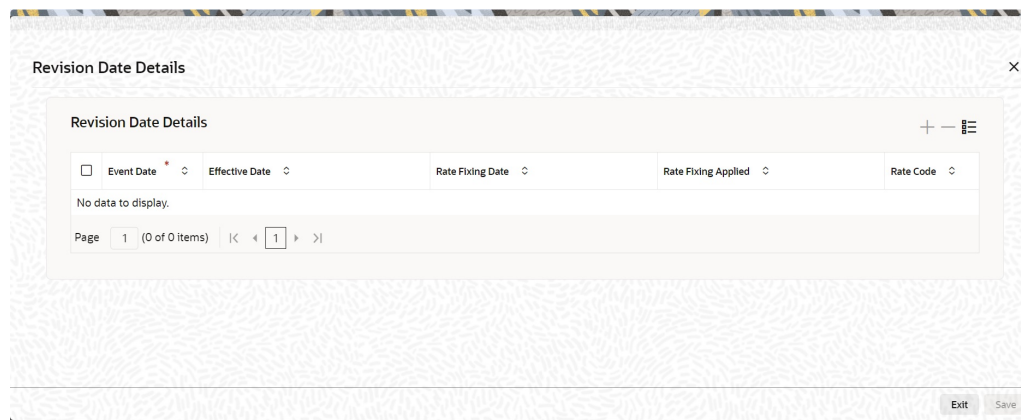 Revision Date Details
Revision Date Details
Event Date * Effective Date Rate Fixing Date Rate Fixing Applied Rate Code
No data to display.
Page 1 (0 of 0 items) 1
Exit Save